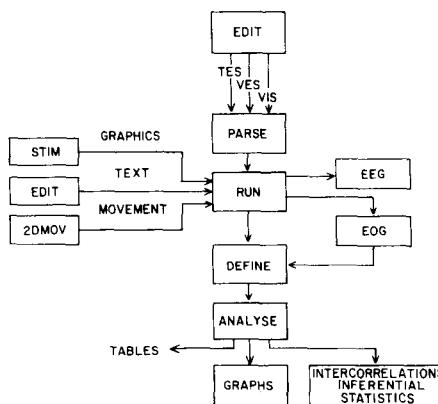 EDIT
TES
VES
VIS
PARSE
GRAPHICS
STIM
TEXT
EDIT
RUN
EEG
MOVEMENT
2DMOV
EOG
DEFINE
ANALYSE
TABLES
GRAPHS
INTERCORRELATION
INFERENTIAL
STATISTICS